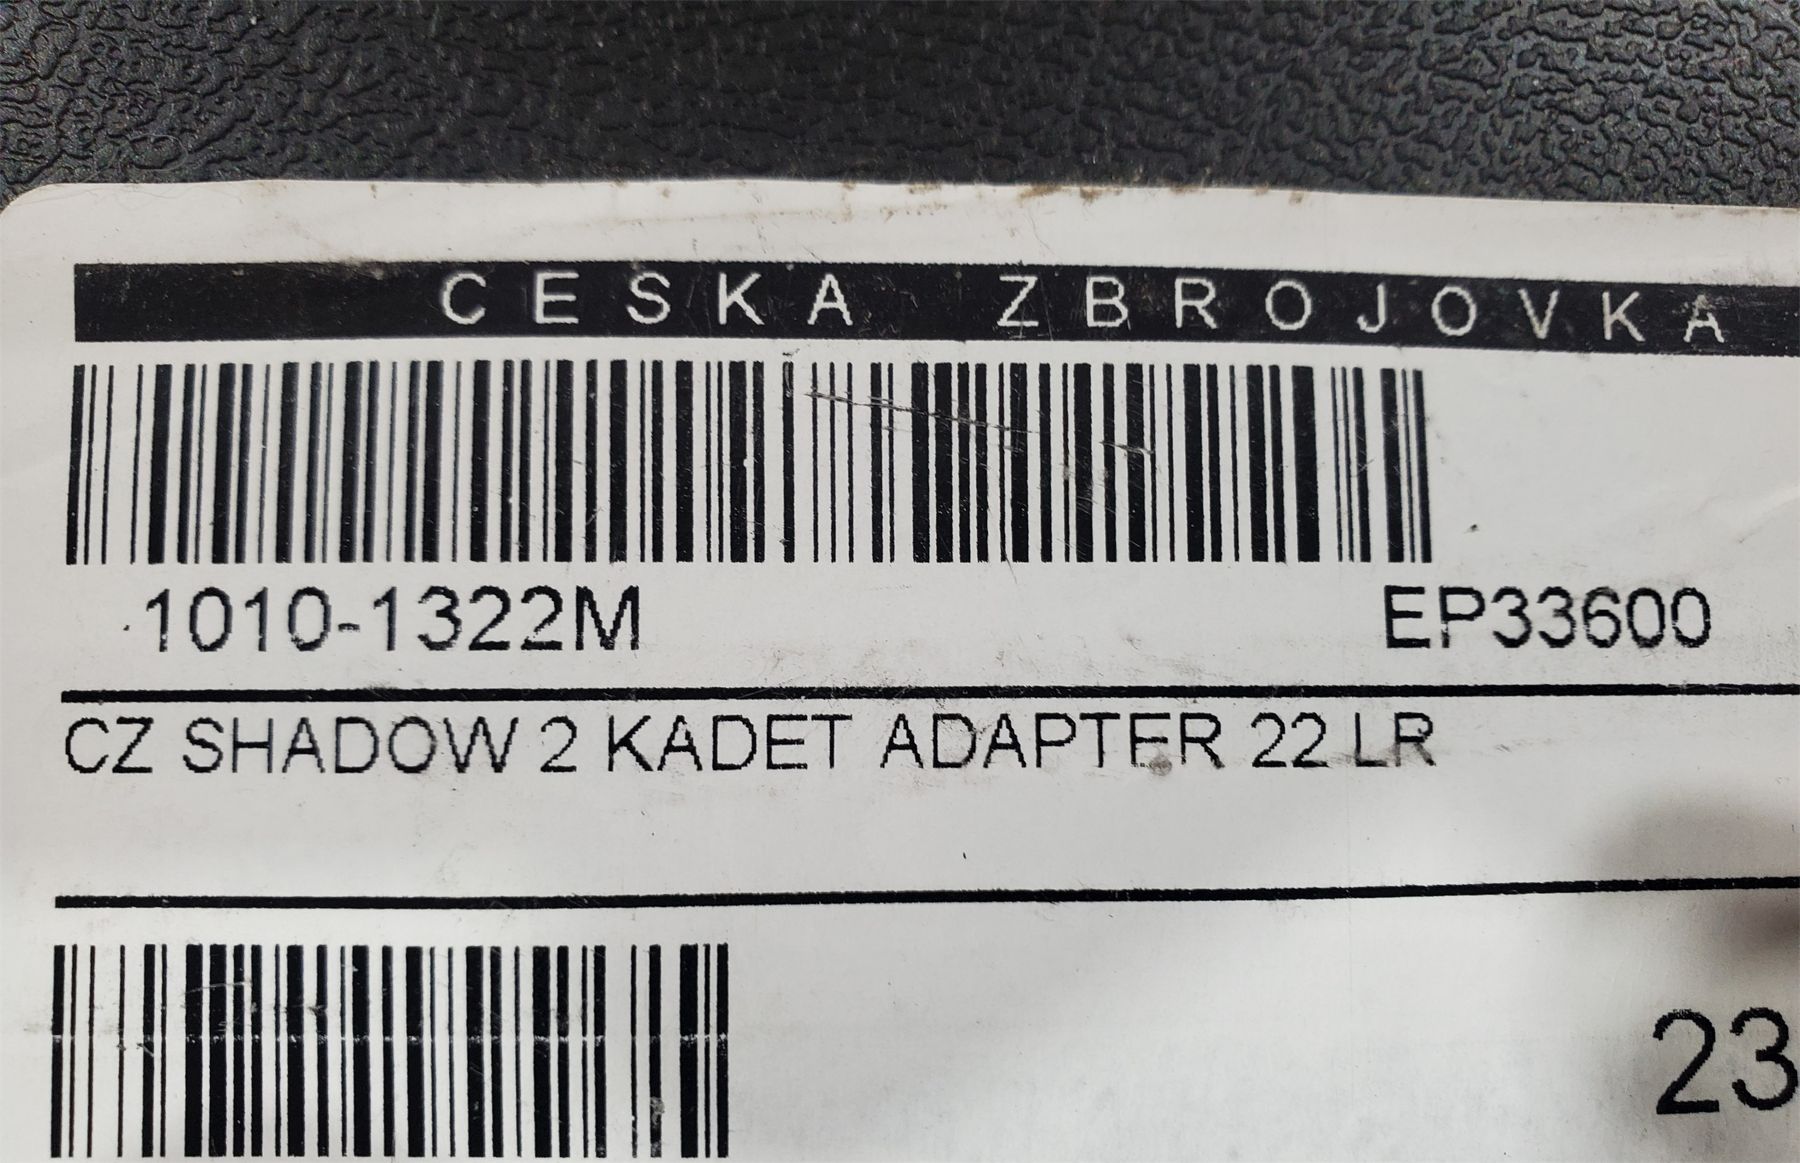 CESKA ZBROJOVKA
1010-1322M EP33600
CZ SHADOW 2 KADET ADAPTER 22 LR
23